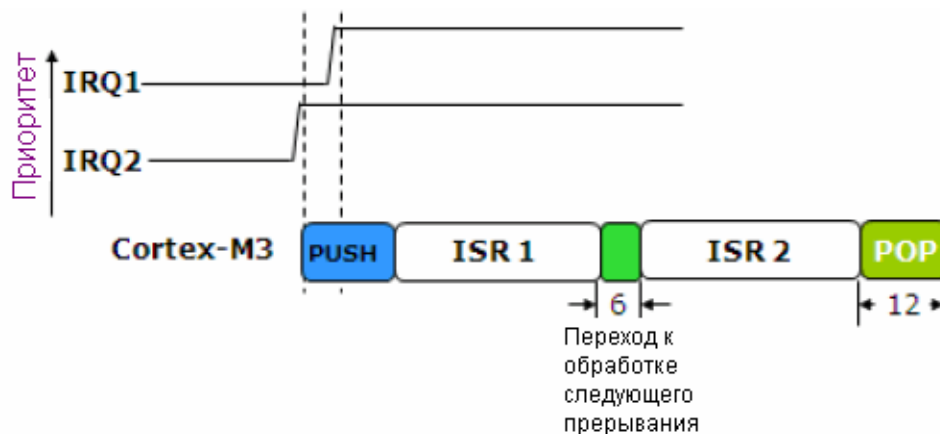 Приоритет
IRQ1
IRQ2
Cortex-M3 PUSH ISR 1 ISR 2 POP
6 12
Переход к
обработке
следующего
прерывания